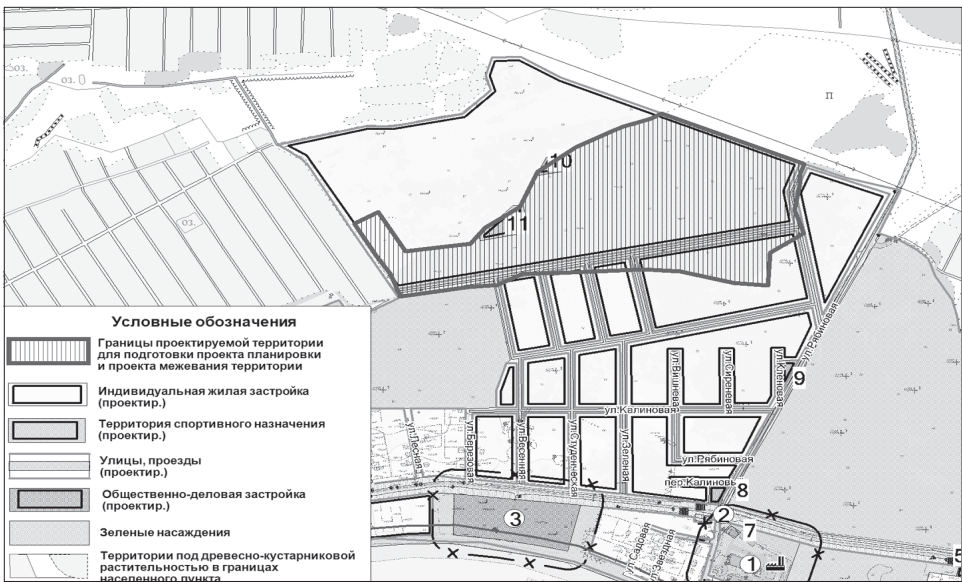 оз.
оз.
П
10
11
оз.
9
ул.Рябиновая
ул.Вишневая
ул.Сиреневая
ул.Кленовая
ул.Калиновая
ул.Лесная
ул.Березовая
ул.Весенняя
ул.Студенческая
ул.Зеленая
ул.Рябиновая
пер.Калиновь
8
3
2
7
5
ул.Садовая
ул.Звездная
1
Условные обозначения
Границы проектируемой территории
для подготовки проекта планировки
и проекта межевания территории
Индивидуальная жилая застройка
(проектир.)
Территория спортивного назначения
(проектир.)
Улицы, проезды
(проектир.)
Общественно-деловая застройка
(проектир.)
Зеленые насаждения
Территории под древесно-кустарниковой
растительностью в границах
населенного пункта